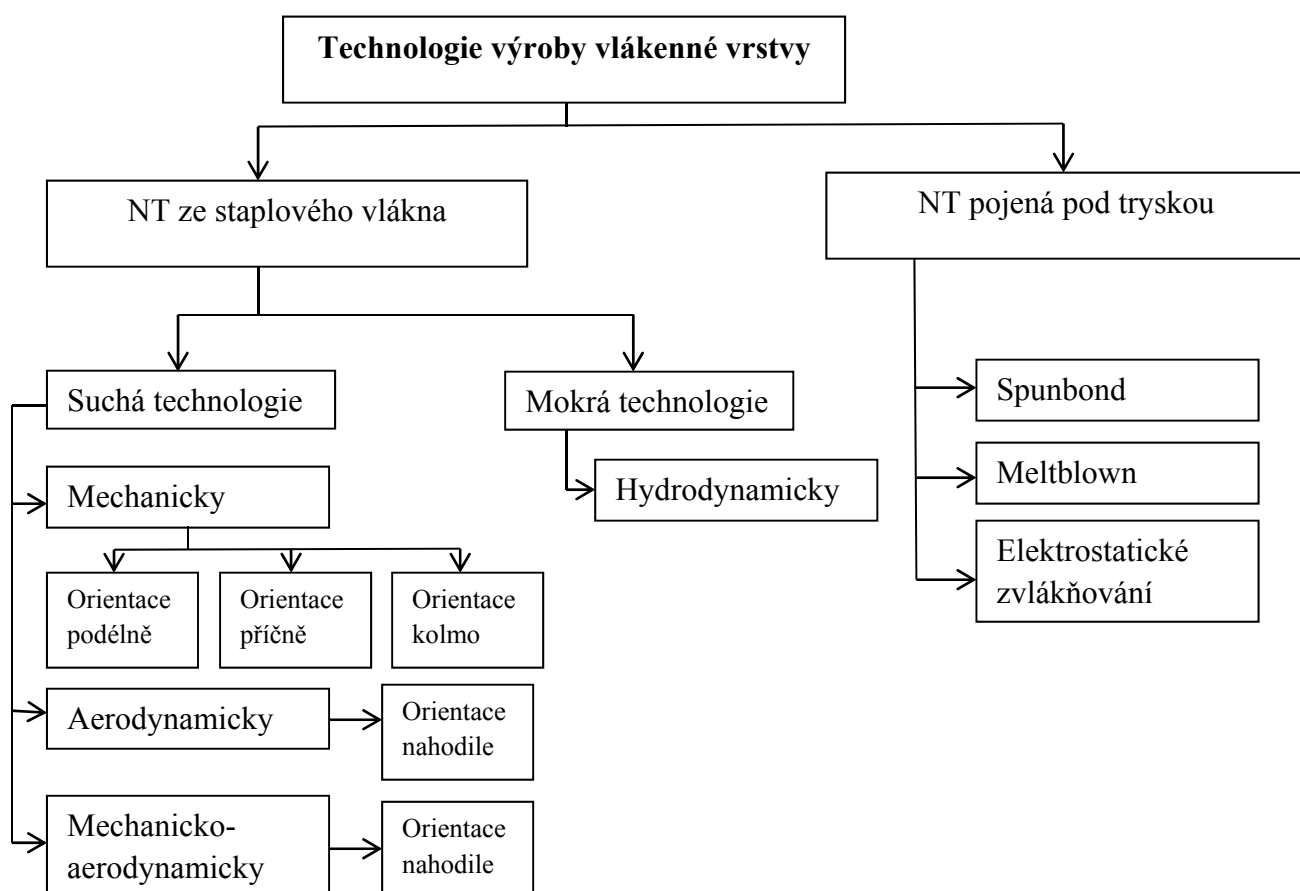 Technologie výroby vlákenné vrstvy
NT ze staplového vlákna
NT pojená pod tryskou
Suchá technologie
Mokrá technologie
Spunbond
Mechanicky
Hydrodynamicky
Meltblown
Elektrostatické
zvlákňování
Orientace
podélně
Orientace
příčně
Orientace
kolmo
Aerodynamicky
Orientace
nahodile
Mechanicko-
aerodynamicky
Orientace
nahodile